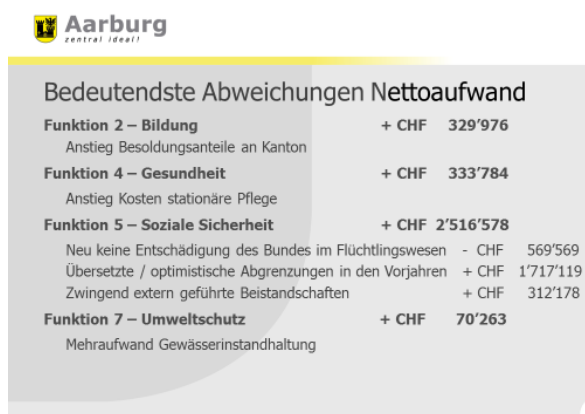 Aarburg
zentral ideal!
Bedeutendste Abweichungen Nettoaufwand
Funktion 2 – Bildung + CHF 329’976
Anstieg Besoldungsanteile an Kanton
Funktion 4 – Gesundheit + CHF 333’784
Anstieg Kosten stationäre Pflege
Funktion 5 – Soziale Sicherheit + CHF 2’516’578
Neu keine Entschädigung des Bundes im Flüchtlingswesen - CHF 569’569
Übersetzte / optimistische Abgrenzungen in den Vorjahren + CHF 1’717’119
Zwingend extern geführte Beistandschaften + CHF 312’178
Funktion 7 – Umweltschutz + CHF 70’263
Mehraufwand Gewässerinstandhaltung